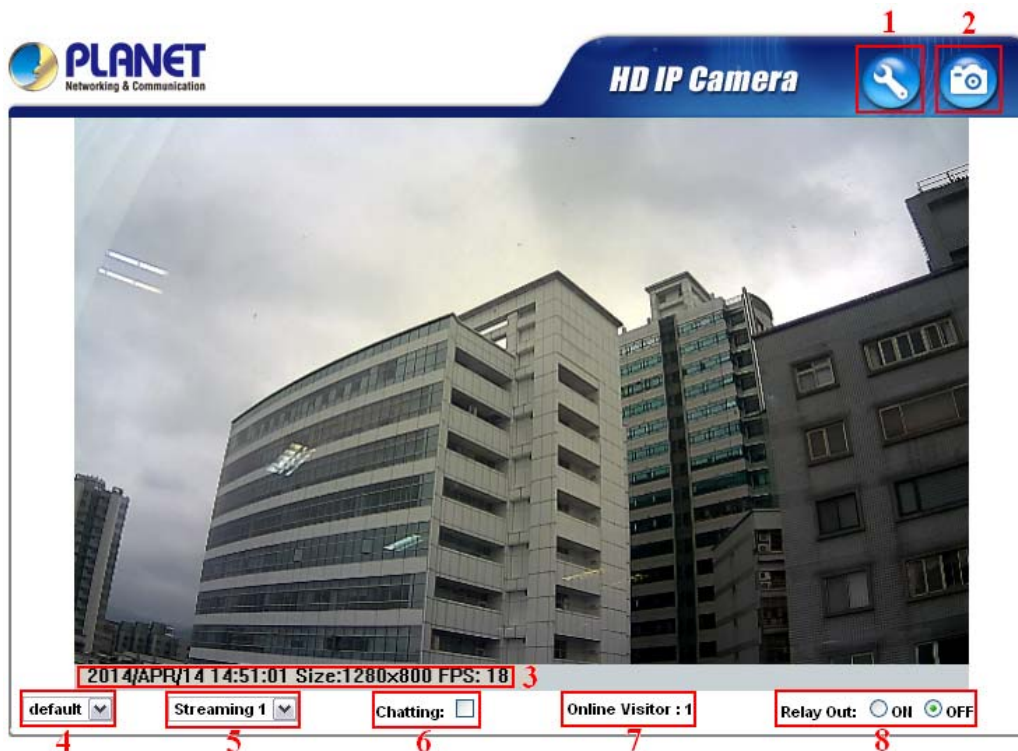 1 2
PLANET
Networking & Communication
HD IP Camera
2014/APR/14 14:51:01 Size:1280x800 FPS: 18 3
default Streaming 1 Chatting: Online Visitor : 1 Relay Out: ON OFF
4 5 6 7 8